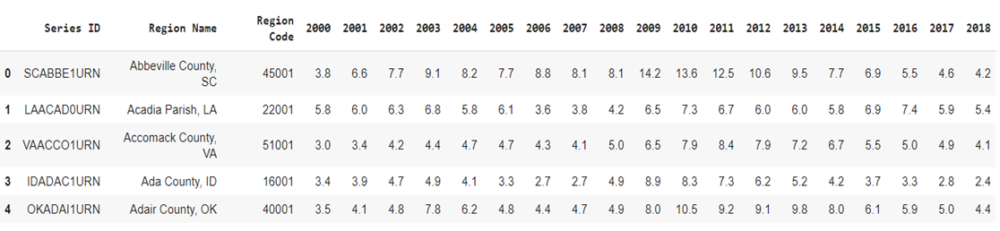 Series ID Region Name Region Code 2000 2001 2002 2003 2004 2005 2006 2007 2008 2009 2010 2011 2012 2013 2014 2015 2016 2017 2018
0 SCABBE1URN Abbeville County, SC 45001 3.8 6.6 7.7 9.1 8.2 7.7 8.8 8.1 8.1 14.2 13.6 12.5 10.6 9.5 7.7 6.9 5.5 4.6 4.2
1 LAACAD0URN Acadia Parish, LA 22001 5.8 6.0 6.3 6.8 5.8 6.1 3.6 3.8 4.2 6.5 7.3 6.7 6.0 6.0 5.8 6.9 7.4 5.9 5.4
2 VAACCO1URN Accomack County, VA 51001 3.0 3.4 4.2 4.4 4.7 4.7 4.3 4.1 5.0 6.5 7.9 8.4 7.9 7.2 6.7 5.5 5.0 4.9 4.1
3 IDADAC1URN Ada County, ID 16001 3.4 3.9 4.7 4.9 4.1 3.3 2.7 2.7 4.9 8.9 8.3 7.3 6.2 5.2 4.2 3.7 3.3 2.8 2.4
4 OKADAI1URN Adair County, OK 40001 3.5 4.1 4.8 7.8 6.2 4.8 4.4 4.7 4.9 8.0 10.5 9.2 9.1 9.8 8.0 6.1 5.9 5.0 4.4